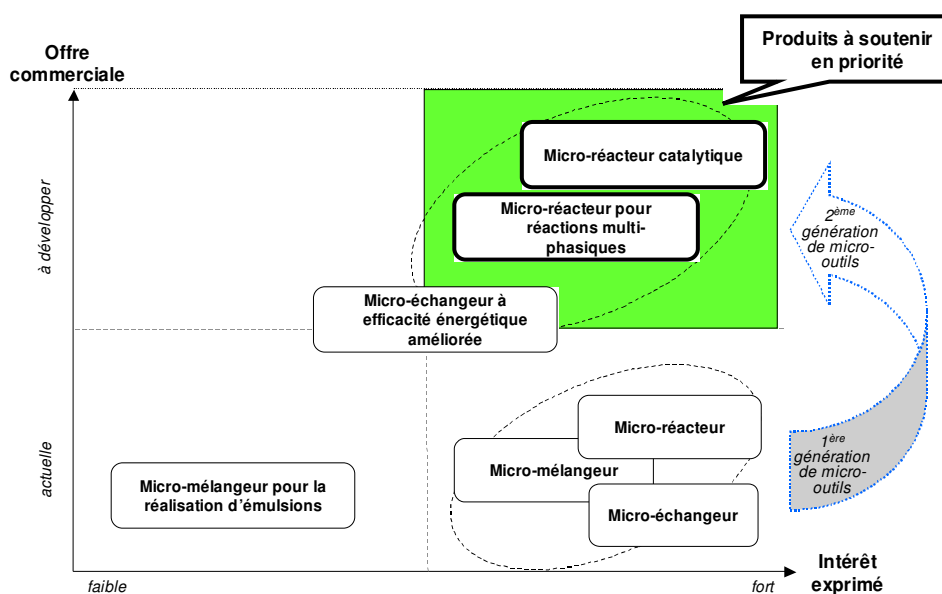 Produits à soutenir
en priorité
Offre
commerciale
Micro-réacteur catalytique
Micro-réacteur pour
réactions multi-
phasiques
2ème
génération
de micro-
outils
à développer
Micro-échangeur à
efficacité énergétique
améliorée
Micro-réacteur
Micro-mélangeur
Micro-échangeur
1ère
génération
de micro-
outils
actuelle
Micro-mélangeur pour la
réalisation d'émulsions
faible
fort
Intérêt
exprimé